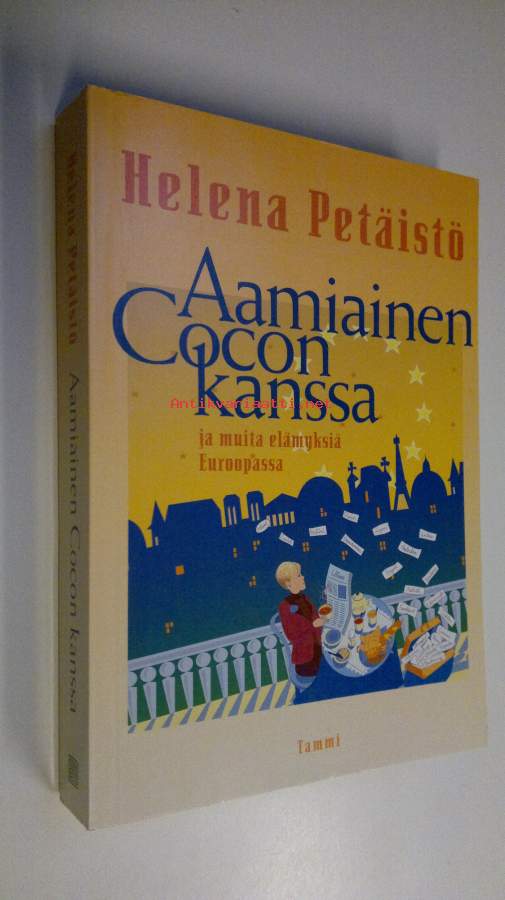 Helena Petäistö
Aamiainen
Cocon
kanssa
Antikvariaatti.net
ja muita elämyksiä
Euroopassa
Tammi
Helena Petäistö Aamiainen Cocon kanssa